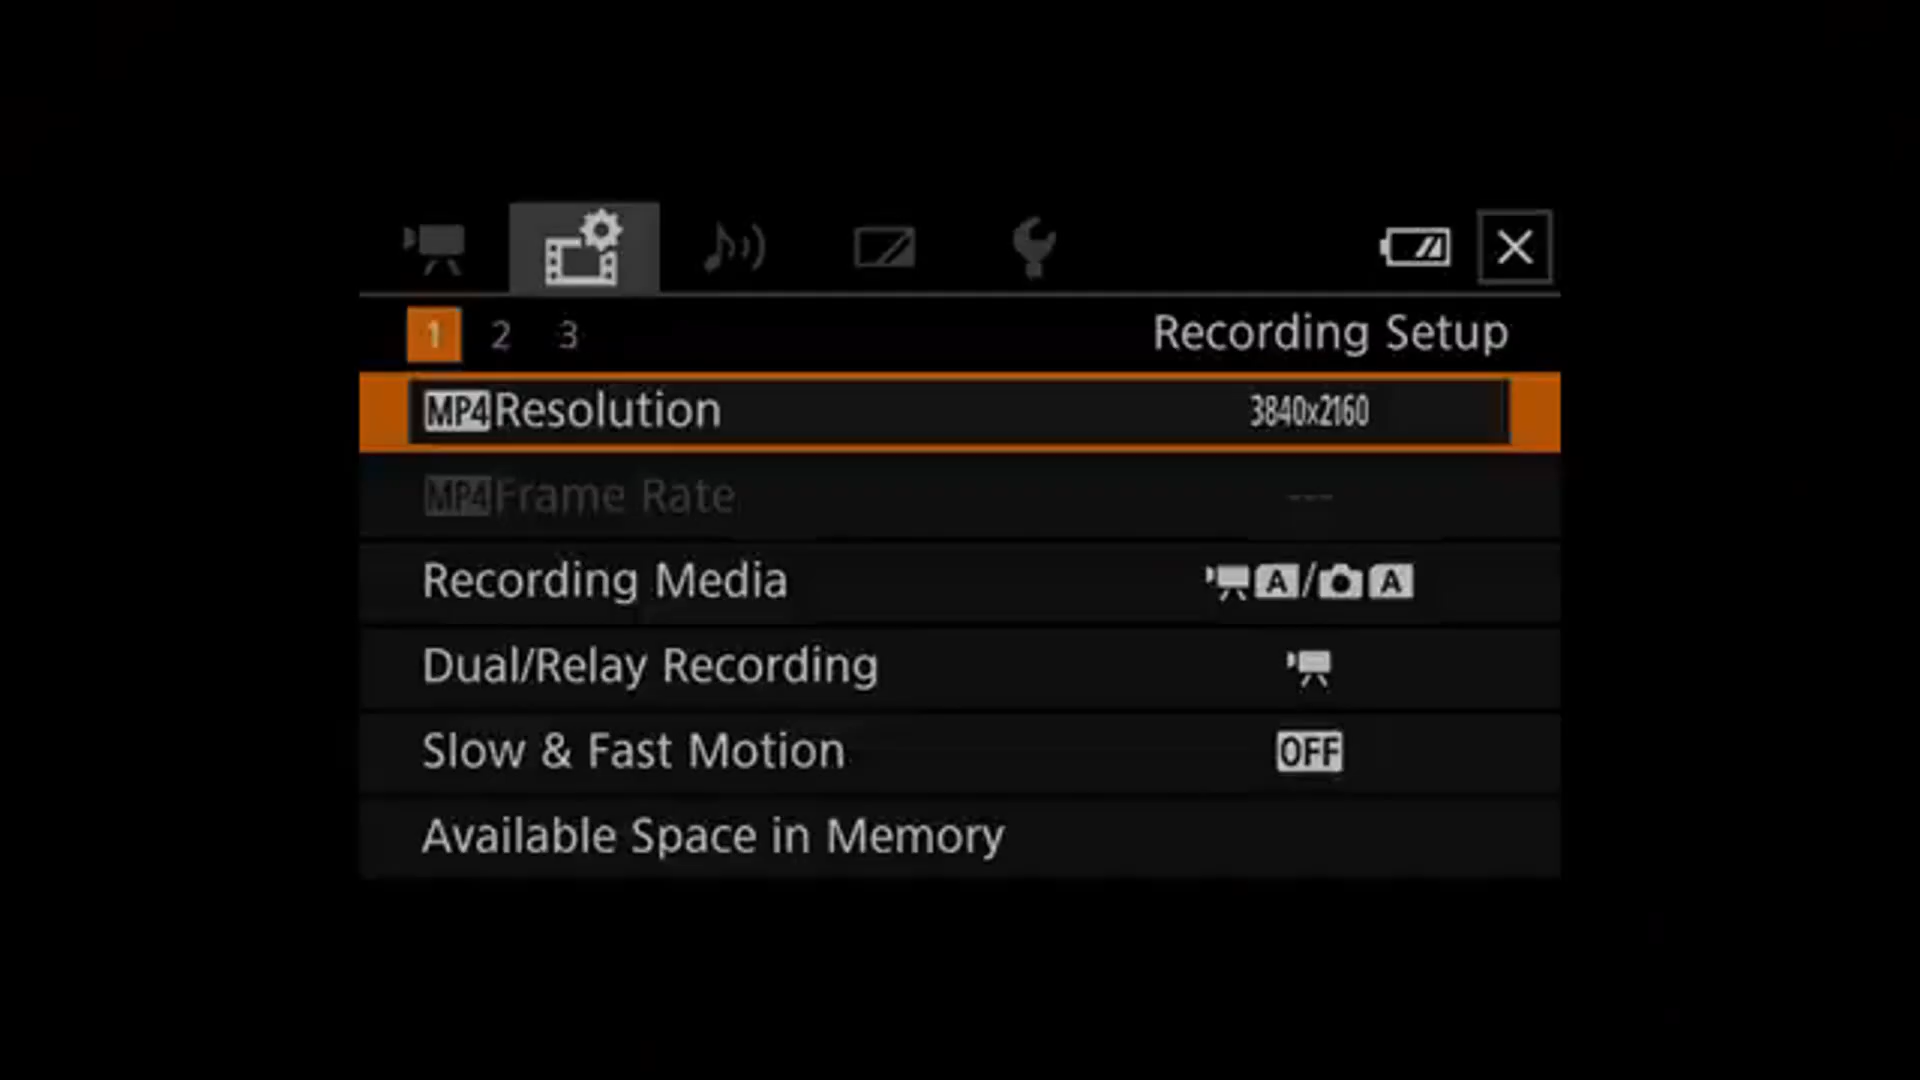 1 2 3 Recording Setup
MP4 Resolution 3840x2160
MP4 Frame Rate ---
Recording Media A/A
Dual/Relay Recording
Slow & Fast Motion OFF
Available Space in Memory